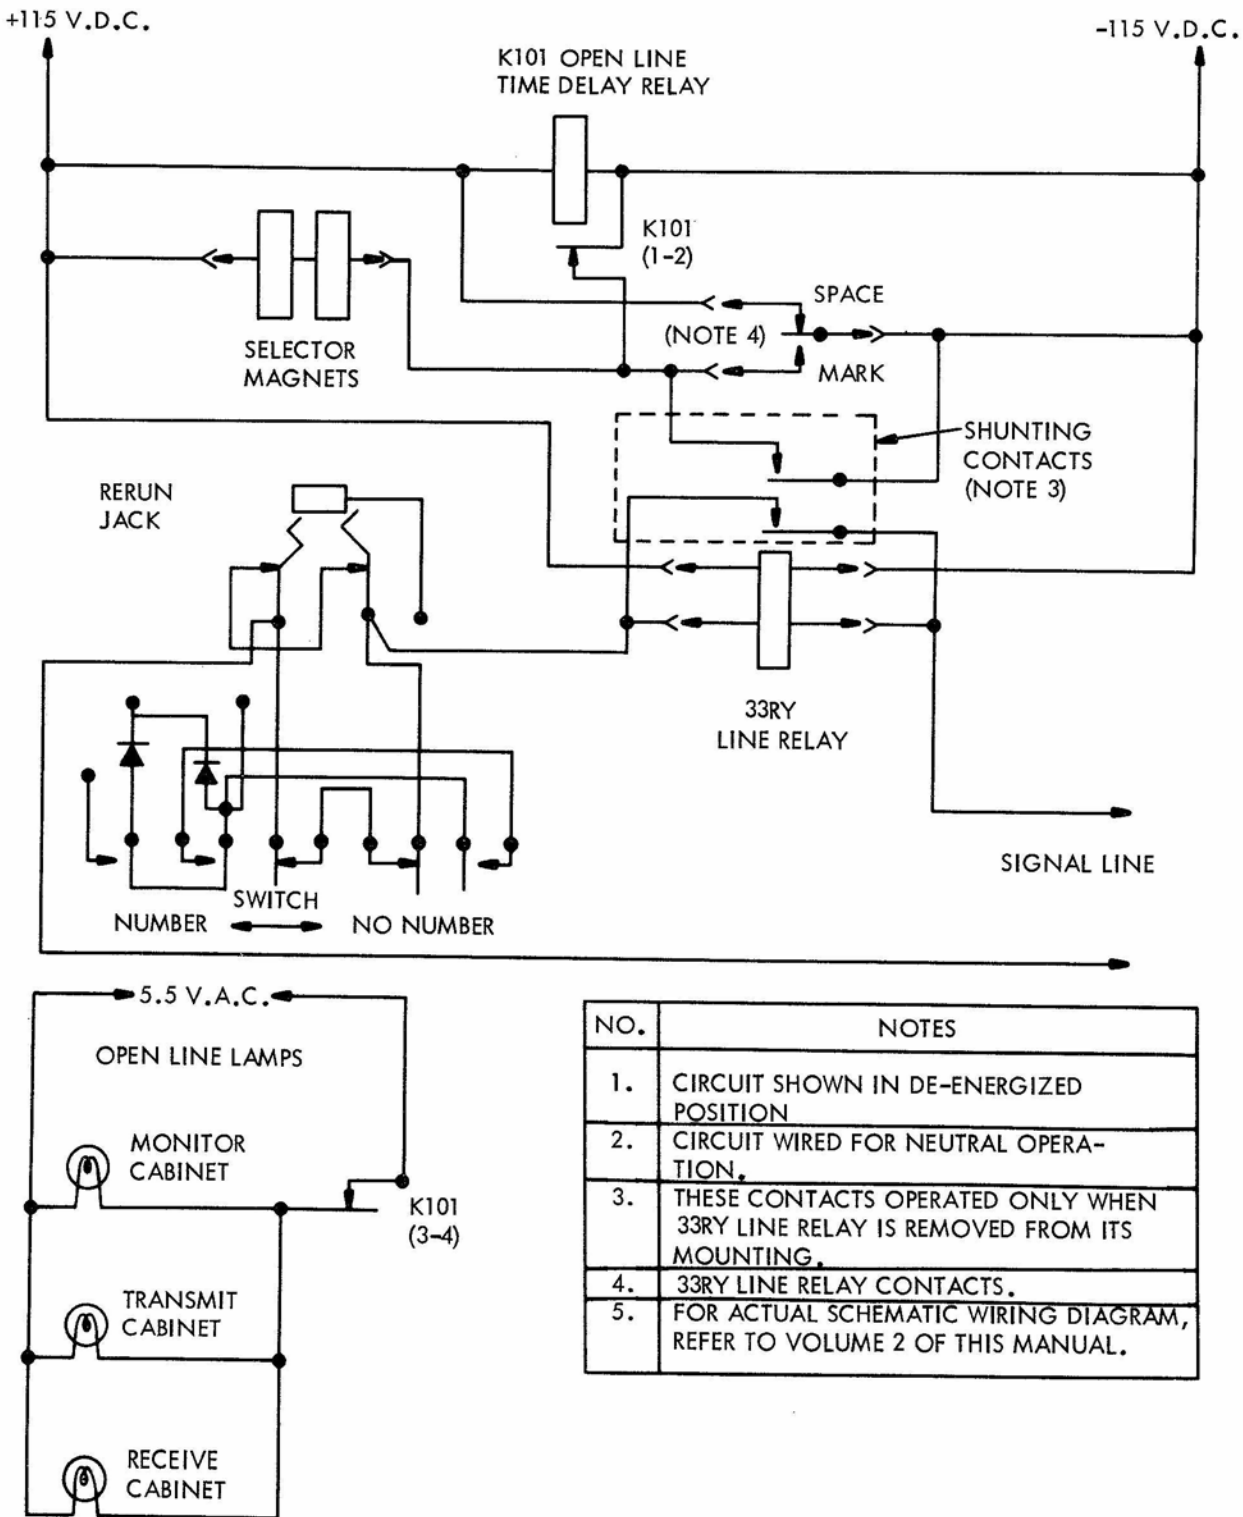 +115 V.D.C.
-115 V.D.C.
K101 OPEN LINE
TIME DELAY RELAY
K101
(1-2)
SPACE
(NOTE 4)
MARK
SELECTOR
MAGNETS
SHUNTING
CONTACTS
(NOTE 3)
RERUN
JACK
33RY
LINE RELAY
SIGNAL LINE
SWITCH
NUMBER
NO NUMBER
5.5 V.A.C.
OPEN LINE LAMPS
MONITOR
CABINET
K101
(3-4)
TRANSMIT
CABINET
RECEIVE
CABINET
NO. NOTES
1. CIRCUIT SHOWN IN DE-ENERGIZED
POSITION
2. CIRCUIT WIRED FOR NEUTRAL OPERA-
TION.
3. THESE CONTACTS OPERATED ONLY WHEN
33RY LINE RELAY IS REMOVED FROM ITS
MOUNTING.
4. 33RY LINE RELAY CONTACTS.
5. FOR ACTUAL SCHEMATIC WIRING DIAGRAM,
REFER TO VOLUME 2 OF THIS MANUAL.